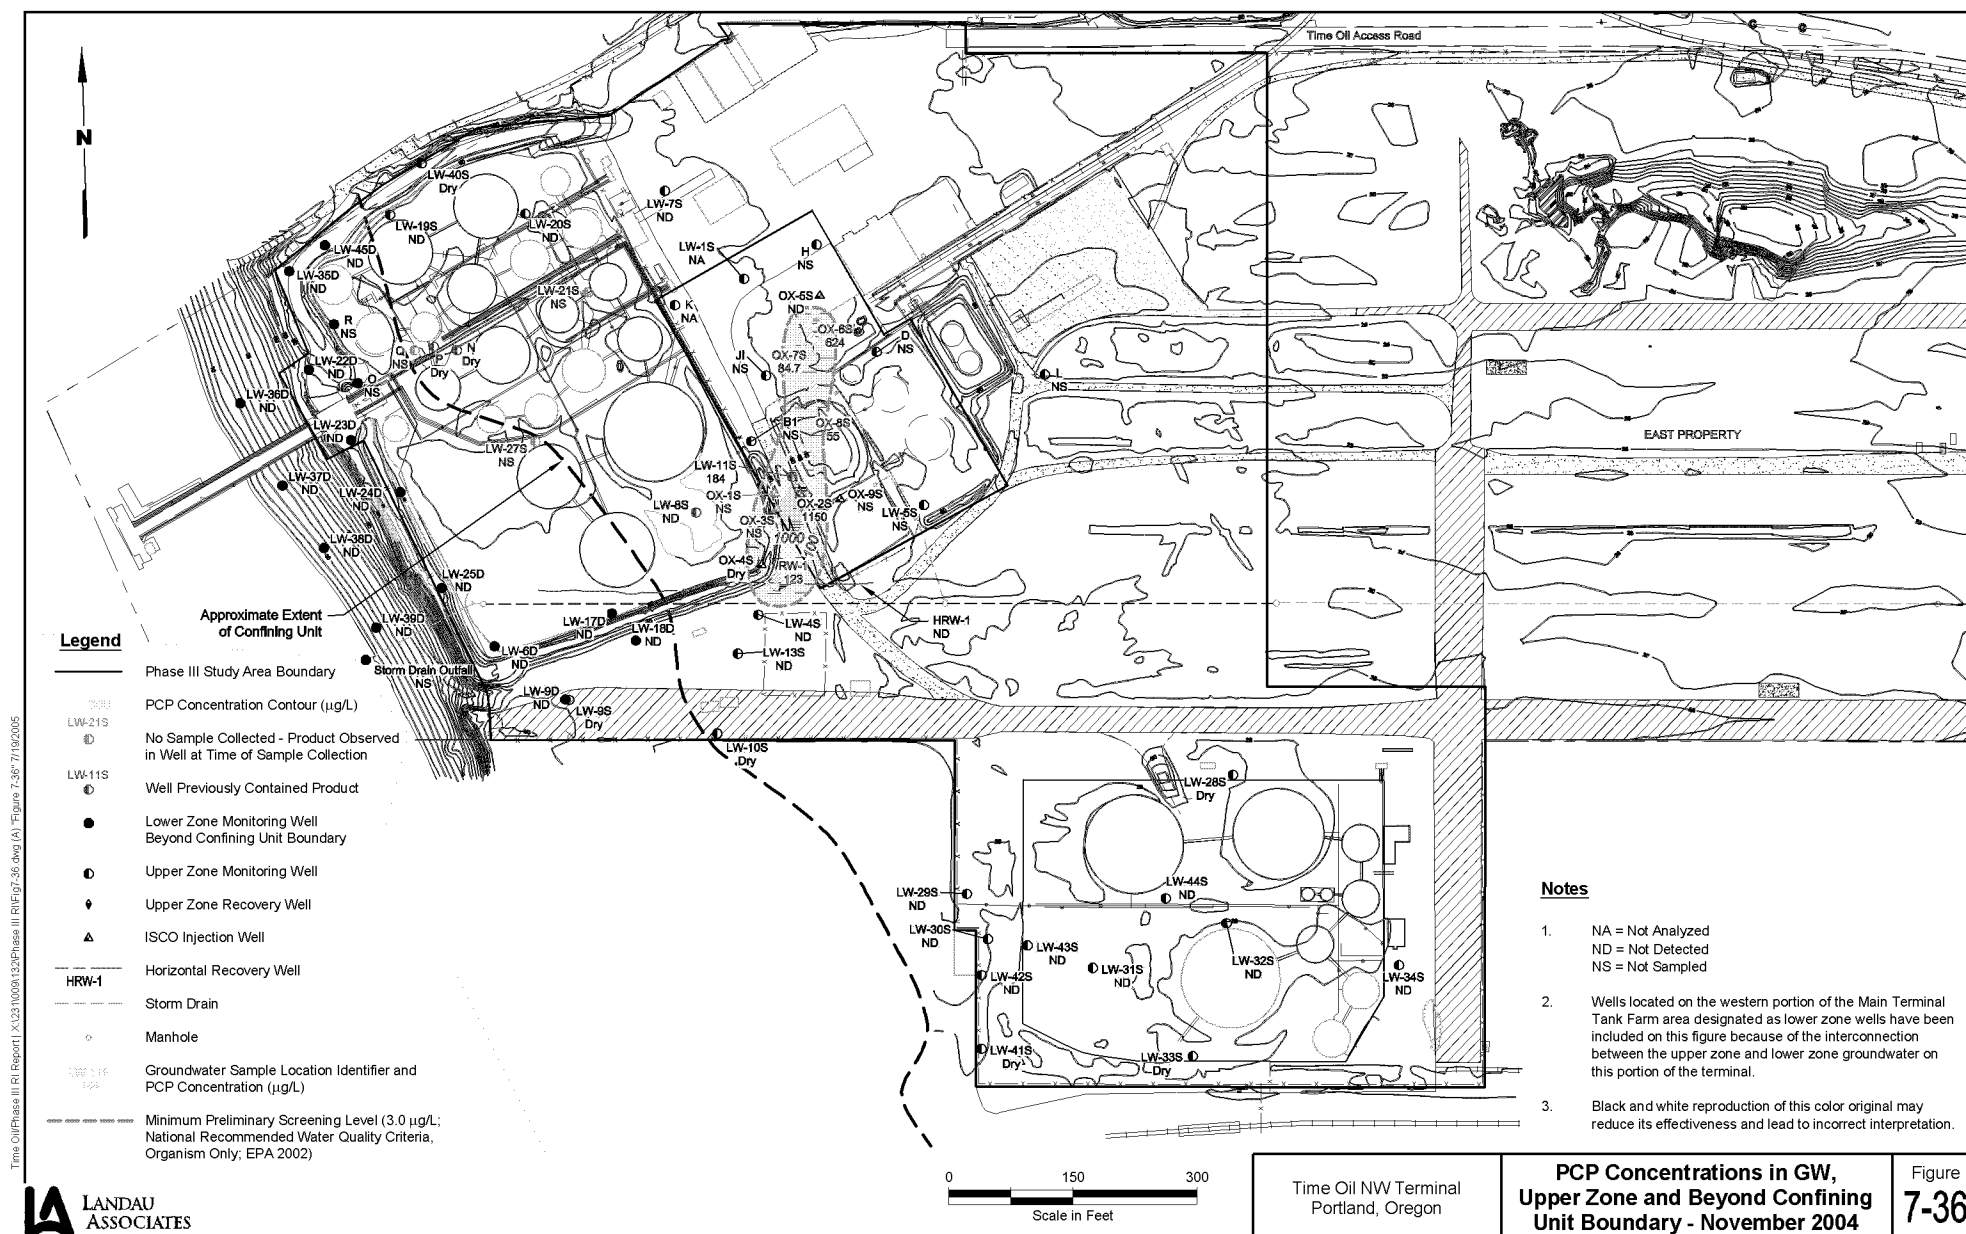 Time Oil Access Road
N
LW-40S
Dry
LW-7S
ND
LW-19S
ND
LW-20S
ND
LW-1S
NA
H
NS
LW-45D
ND
LW-35D
ND
LW-21S
NS
OX-5S
ND
K
NA
R
NS
OX-6S
624
D
NS
Q
NS
P
Dry
N
Dry
JI
NS
OX-7S
84.7
LW-22D
ND
O
NS
L
NS
LW-36D
ND
LW-23D
ND
B1
NS
OX-8S
55
EAST PROPERTY
LW-27S
NS
LW-11S
184
LW-37D
ND
LW-24D
ND
OX-1S
NS
OX-9S
NS
LW-8S
ND
OX-2S
1150
LW-5S
NS
OX-3S
NS
LW-38D
ND
1000
OX-4S
Dry
RW-1
123
LW-25D
ND
Approximate Extent
of Confining Unit
LW-39D
ND
LW-17D
ND
LW-18D
ND
LW-4S
ND
HRW-1
ND
LW-6D
ND
LW-13S
ND
Storm Drain Outfall
NS
LW-9D
ND
LW-9S
Dry
LW-10S
Dry
LW-28S
Dry
LW-29S
ND
LW-44S
ND
LW-30S
ND
LW-43S
ND
LW-32S
ND
LW-31S
ND
LW-42S
ND
LW-34S
ND
LW-41S
Dry
LW-33S
Dry
Legend
Phase III Study Area Boundary
PCP Concentration Contour (µg/L)
LW-21S
No Sample Collected - Product Observed
in Well at Time of Sample Collection
LW-11S
Well Previously Contained Product
Lower Zone Monitoring Well
Beyond Confining Unit Boundary
Upper Zone Monitoring Well
Upper Zone Recovery Well
ISCO Injection Well
Horizontal Recovery Well
HRW-1
Storm Drain
Manhole
Groundwater Sample Location Identifier and
PCP Concentration (µg/L)
Minimum Preliminary Screening Level (3.0 µg/L;
National Recommended Water Quality Criteria,
Organism Only; EPA 2002)
Notes
1. NA = Not Analyzed
ND = Not Detected
NS = Not Sampled
2. Wells located on the western portion of the Main Terminal
Tank Farm area designated as lower zone wells have been
included on this figure because of the interconnection
between the upper zone and lower zone groundwater on
this portion of the terminal.
3. Black and white reproduction of this color original may
reduce its effectiveness and lead to incorrect interpretation.
LANDAU
ASSOCIATES
0 150 300
Scale in Feet
Time Oil NW Terminal
Portland, Oregon
PCP Concentrations in GW,
Upper Zone and Beyond Confining
Unit Boundary - November 2004
Figure
7-36